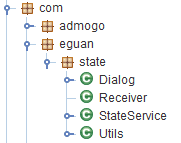 com
admogo
eguan
state
Dialog
Receiver
StateService
Utils